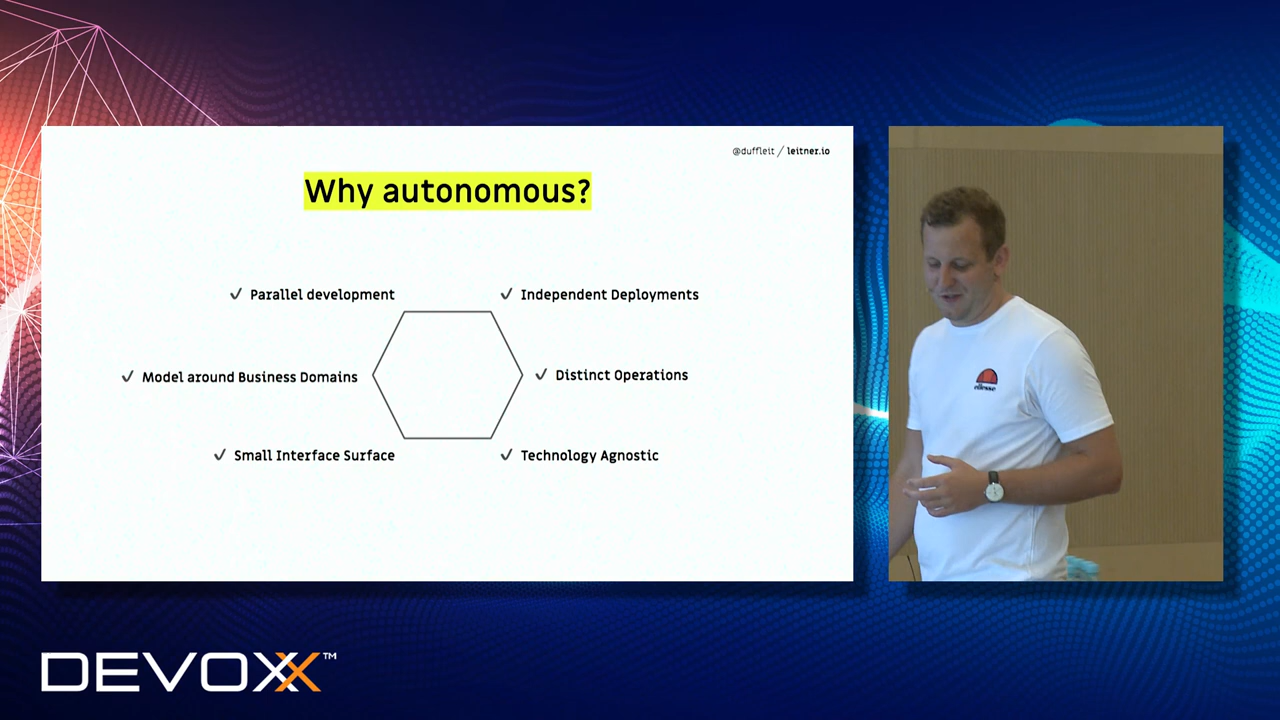 @duffleit / leitner.io
Why autonomous?
✓ Parallel development
✓ Independent Deployments
✓ Model around Business Domains
✓ Distinct Operations
✓ Small Interface Surface
✓ Technology Agnostic
ellesse
DEVOXX™